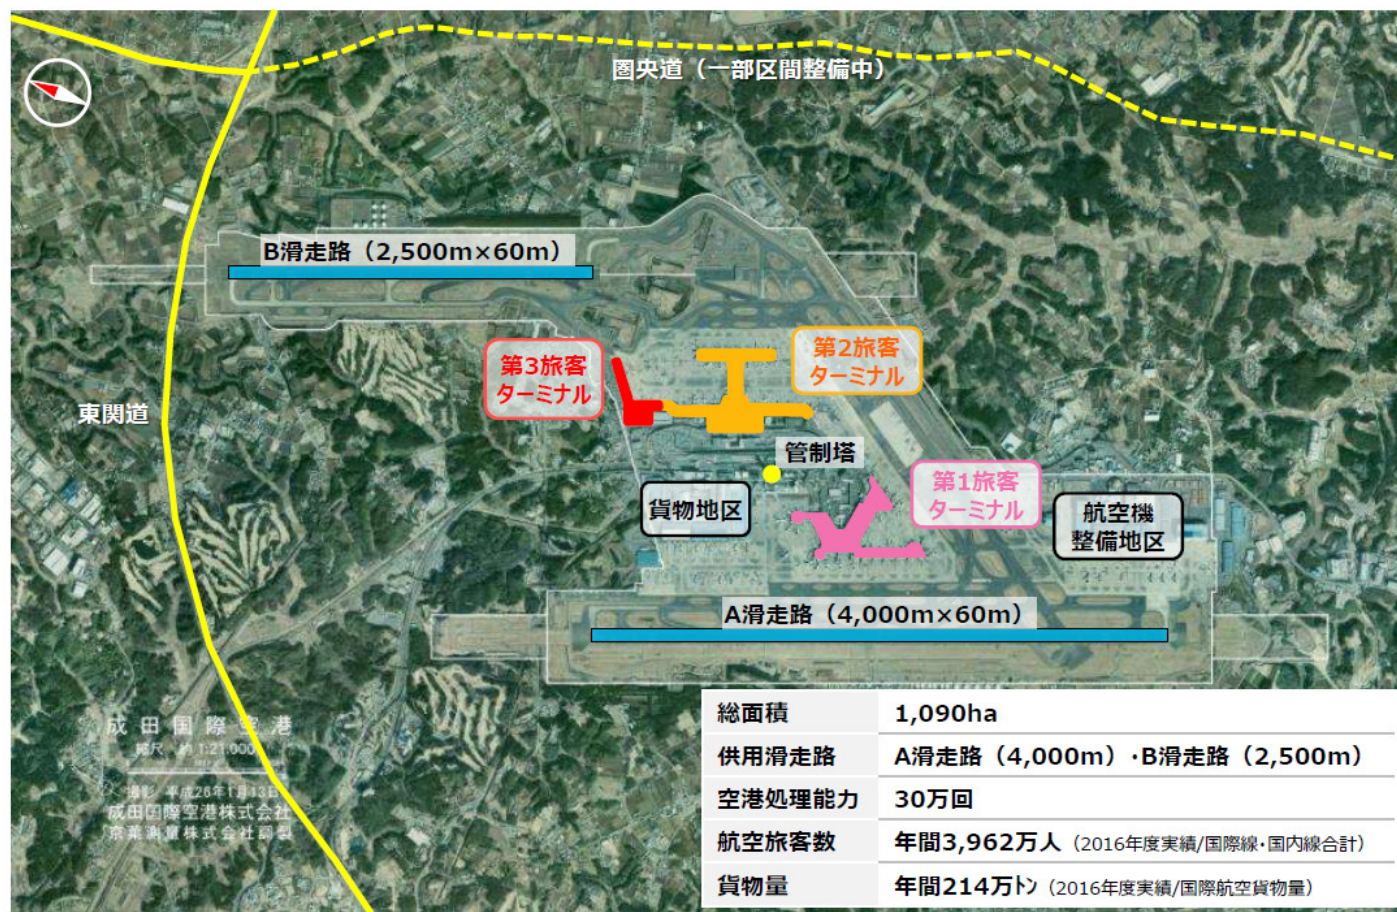 圏央道（一部区間整備中）
B滑走路（2,500m×60m）
第3旅客
ターミナル
第2旅客
ターミナル
東関道
管制塔
貨物地区
第1旅客
ターミナル
航空機
整備地区
A滑走路（4,000m×60m）
成田国際空港
縮尺 約1:21,000
撮影 平成26年1月13日
成田国際空港株式会社
京葉測量株式会社調製
総面積 1,090ha
供用滑走路 A滑走路（4,000m）・B滑走路（2,500m）
空港処理能力 30万回
航空旅客数 年間3,962万人（2016年度実績/国際線・国内線合計）
貨物量 年間214万ﾄﾝ（2016年度実績/国際航空貨物量）